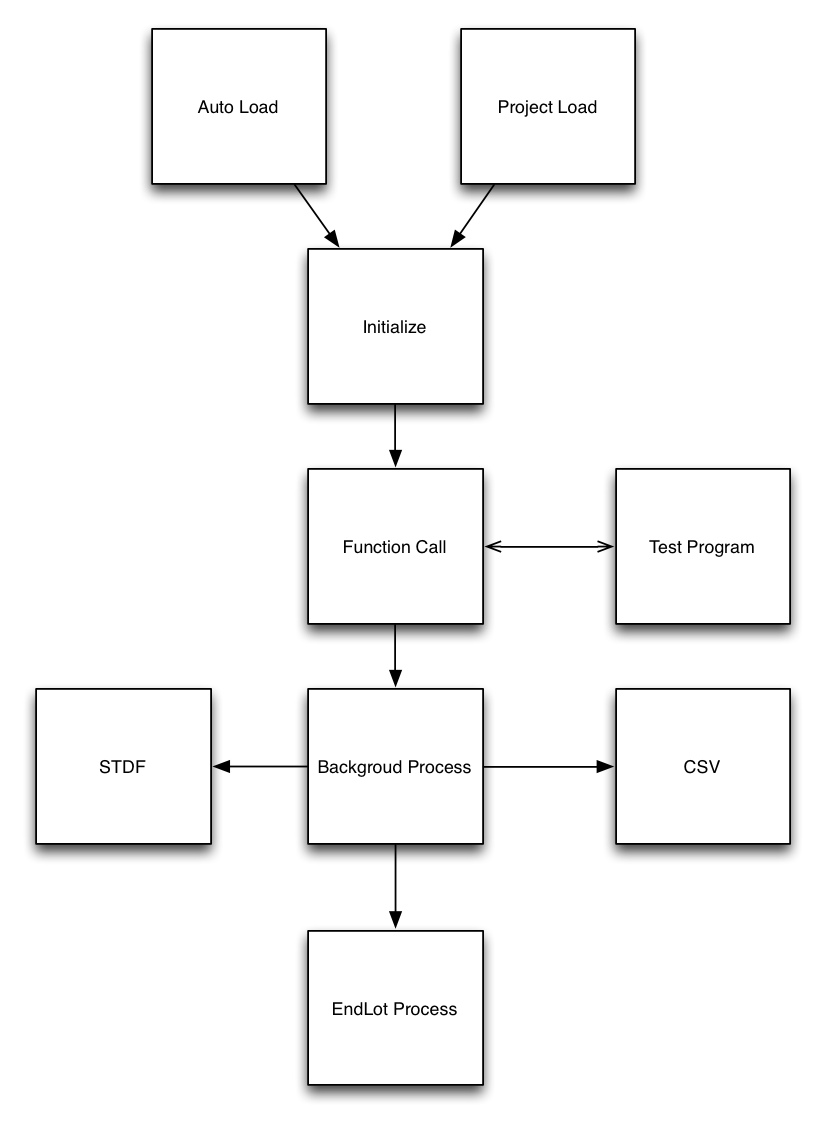 Auto Load
Project Load
Initialize
Function Call
Test Program
STDF
Backgroud Process
CSV
EndLot Process